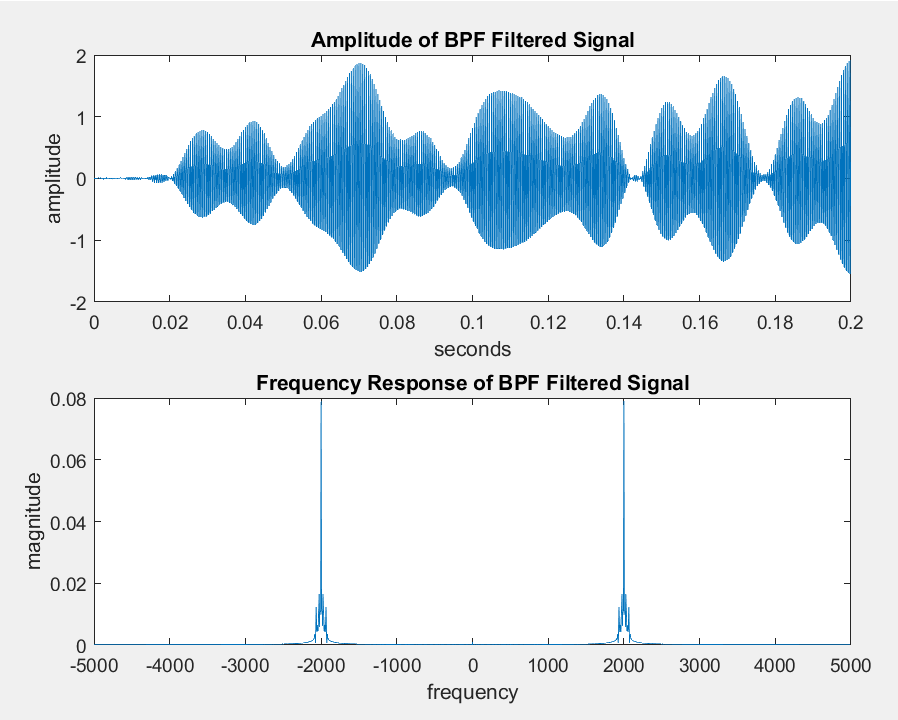 Amplitude of BPF Filtered Signal
2
1
0
-1
-2
amplitude
0 0.02 0.04 0.06 0.08 0.1 0.12 0.14 0.16 0.18 0.2
seconds
Frequency Response of BPF Filtered Signal
0.08
0.06
0.04
0.02
0
magnitude
-5000 -4000 -3000 -2000 -1000 0 1000 2000 3000 4000 5000
frequency